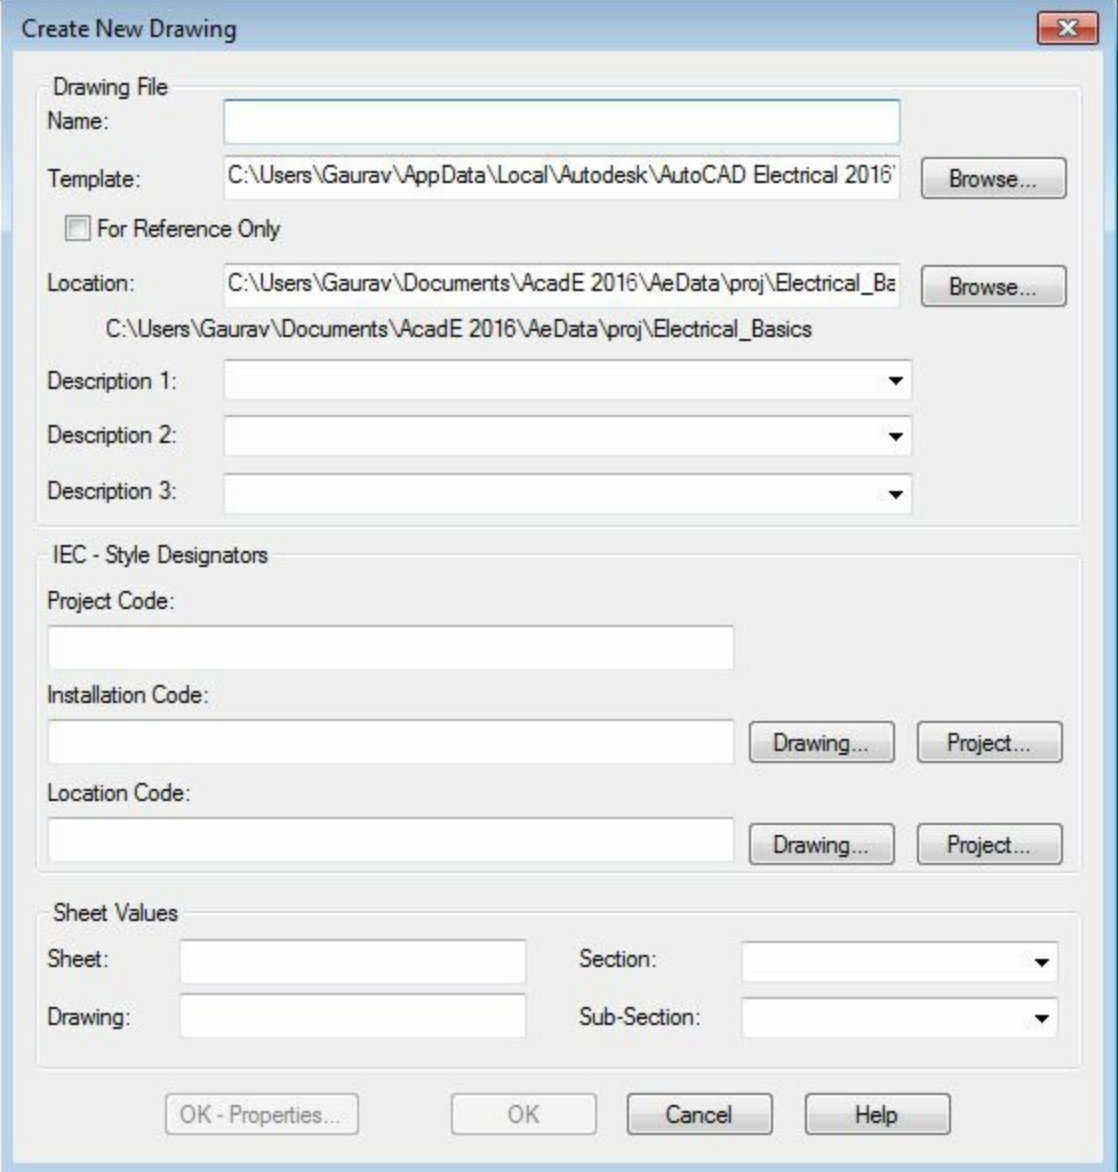 Create New Drawing
Drawing File
Name:
Template: C:\Users\Gaurav\AppData\Local\Autodesk\AutoCAD Electrical 2016\ Browse...
For Reference Only
Location: C:\Users\Gaurav\Documents\AcadE 2016\AeData\proj\Electrical_Ba Browse...
C:\Users\Gaurav\Documents\AcadE 2016\AeData\proj\Electrical_Basics
Description 1:
Description 2:
Description 3:
IEC - Style Designators
Project Code:
Installation Code:
Drawing... Project...
Location Code:
Drawing... Project...
Sheet Values
Sheet: Section:
Drawing: Sub-Section:
OK - Properties... OK Cancel Help